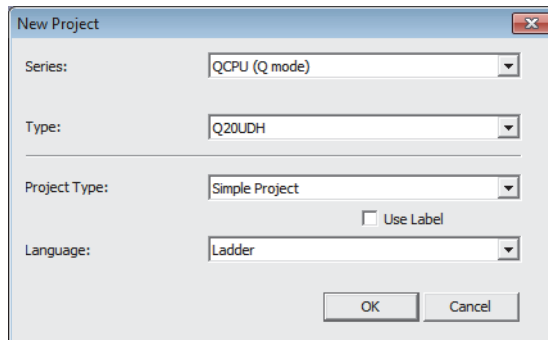 New Project
Series: QCPU (Q mode)
Type: Q20UDH
Project Type: Simple Project
Use Label
Language: Ladder
OK Cancel